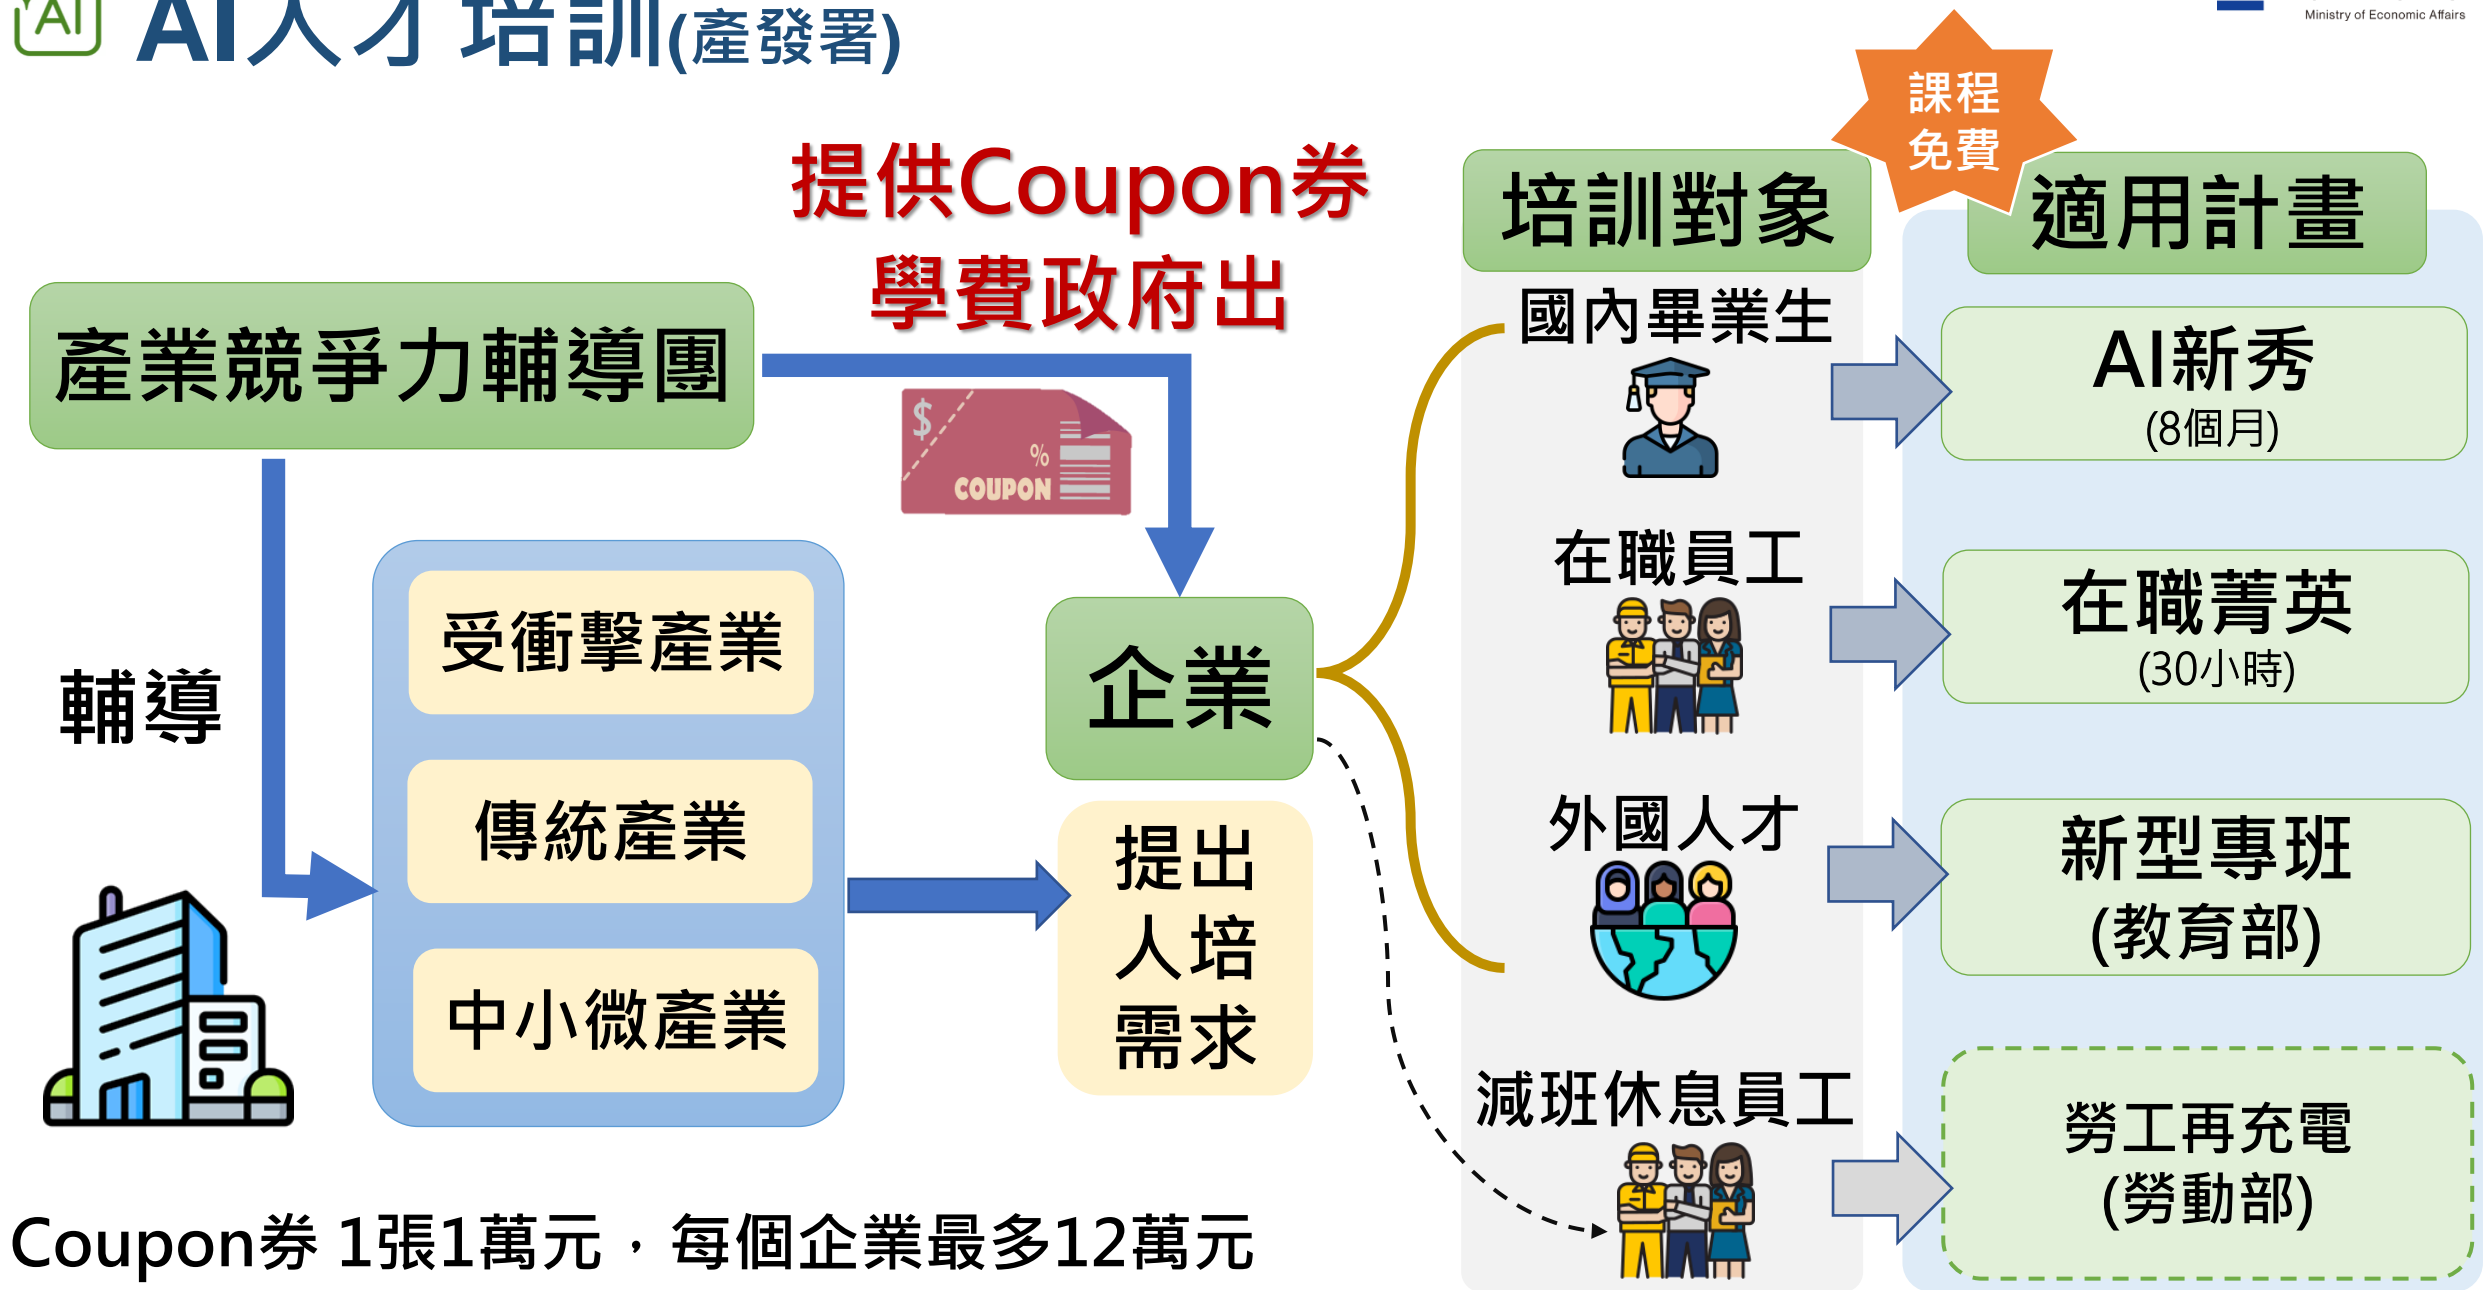 AI
AI人才培訓(產發署)
Ministry of Economic Affairs
課程
免費
提供Coupon券
學費政府出
產業競爭力輔導團
$
%
COUPON
輔導
受衝擊產業
傳統產業
中小微產業
企業
提出
人培
需求
Coupon券 1張1萬元，每個企業最多12萬元
培訓對象
適用計畫
國內畢業生
AI新秀
(8個月)
在職員工
在職菁英
(30小時)
外國人才
新型專班
(教育部)
減班休息員工
勞工再充電
(勞動部)